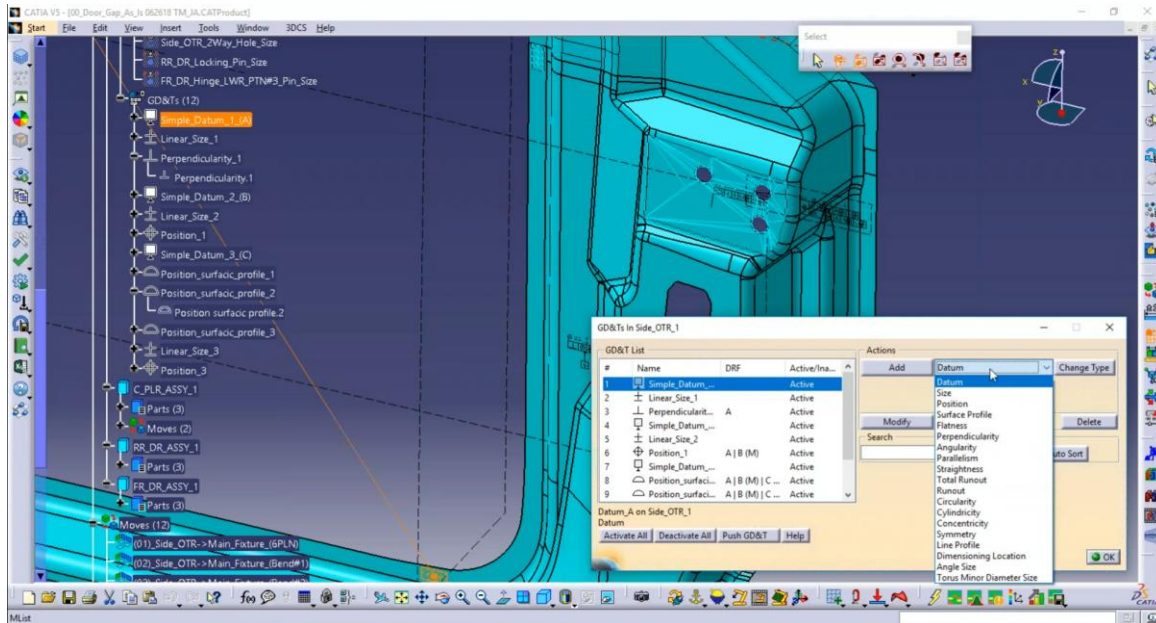 CATIA V5 - [00_Door_Gap_As_Is 062618 TM_JA.CATProduct]
Start File Edit View Insert Tools Window 3DCS Help
Side_OTR_2Way_Hole_Size
RR_DR_Locking_Pin_Size
FR_DR_Hinge_LWR_PTN#3_Pin_Size
GD&Ts (12)
Simple_Datum_1_(A)
Linear_Size_1
Perpendicularity_1
Perpendicularity.1
Simple_Datum_2_(B)
Linear_Size_2
Position_1
Simple_Datum_3_(C)
Position_surfacic_profile_1
Position_surfacic_profile_2
Position surfacic profile.2
Position_surfacic_profile_3
Linear_Size_3
Position_3
C_PLR_ASSY_1
Parts (3)
Moves (2)
RR_DR_ASSY_1
Parts (3)
FR_DR_ASSY_1
Parts (3)
Moves (12)
(01)_Side_OTR->Main_Fixture_(6PLN)
(02)_Side_OTR->Main_Fixture_(Bend#1)
Select
z
x
y
GD&Ts In Side_OTR_1
GD&T List
# Name DRF Active/Ina...
1 Simple_Datum_... Active
2 Linear_Size_1 Active
3 Perpendicularit... A Active
4 Simple_Datum_... Active
5 Linear_Size_2 Active
6 Position_1 A | B (M) Active
7 Simple_Datum_... Active
8 Position_surfaci... A | B (M) | C ... Active
9 Position_surfaci... A | B (M) | C ... Active
Datum_A on Side_OTR_1
Datum
Activate All Deactivate All Push GD&T Help
Actions
Add Datum Change Type
Modify Delete
Search
uto Sort
OK
Datum
Size
Position
Surface Profile
Flatness
Perpendicularity
Angularity
Parallelism
Straightness
Total Runout
Runout
Circularity
Cylindricity
Concentricity
Symmetry
Line Profile
Dimensioning Location
Angle Size
Torus Minor Diameter Size
CATIA
MList